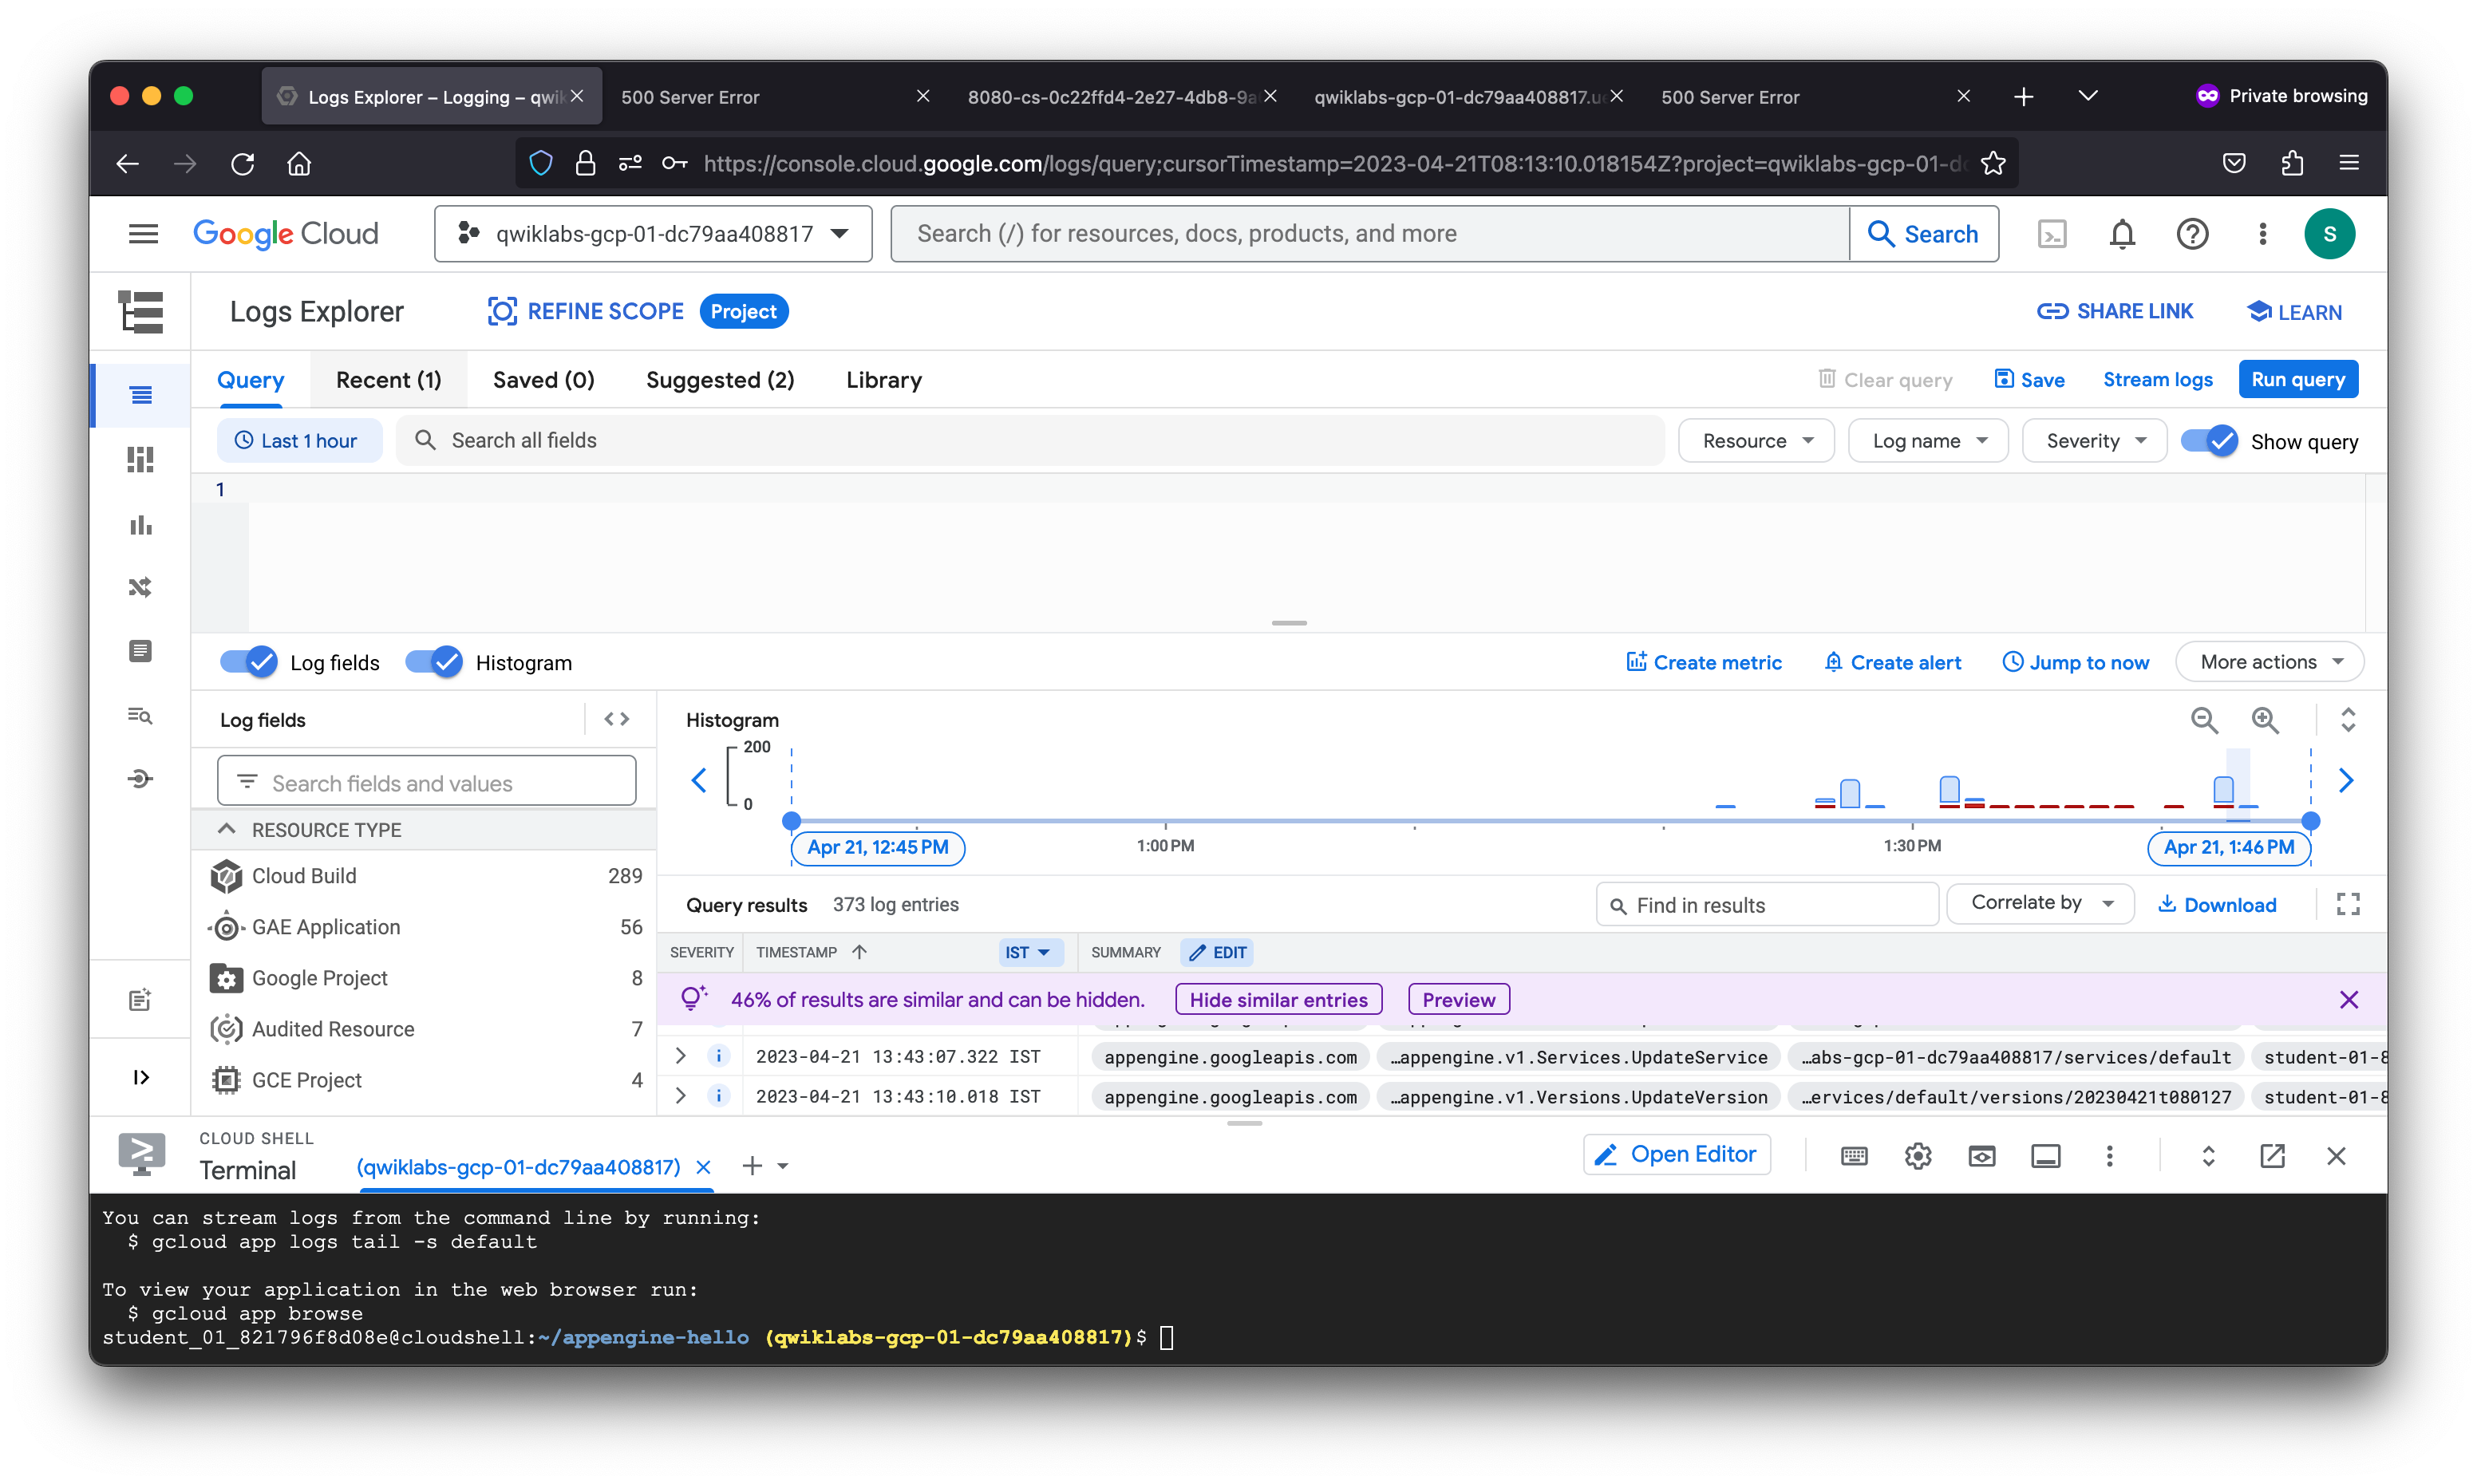 Logs Explorer – Logging – qwik
500 Server Error
8080-cs-0c22ffd4-2e27-4db8-9a
qwiklabs-gcp-01-dc79aa408817.u
500 Server Error
Private browsing
https://console.cloud.google.com/logs/query;cursorTimestamp=2023-04-21T08:13:10.018154Z?project=qwiklabs-gcp-01-d
Google Cloud
qwiklabs-gcp-01-dc79aa408817
Search (/) for resources, docs, products, and more
Search
S
Logs Explorer
REFINE SCOPE
Project
SHARE LINK
LEARN
Query
Recent (1)
Saved (0)
Suggested (2)
Library
Clear query
Save
Stream logs
Run query
Last 1 hour
Search all fields
Resource
Log name
Severity
Show query
1
Log fields
Histogram
Create metric
Create alert
Jump to now
More actions
Log fields
Search fields and values
RESOURCE TYPE
Cloud Build 289
GAE Application 56
Google Project 8
Audited Resource 7
GCE Project 4
Histogram
200
0
Apr 21, 12:45 PM
1:00 PM
1:30 PM
Apr 21, 1:46 PM
Query results
373 log entries
Find in results
Correlate by
Download
SEVERITY
TIMESTAMP
IST
SUMMARY
EDIT
46% of results are similar and can be hidden.
Hide similar entries
Preview
2023-04-21 13:43:07.322 IST appengine.googleapis.com …appengine.v1.Services.UpdateService …abs-gcp-01-dc79aa408817/services/default student-01-8
2023-04-21 13:43:10.018 IST appengine.googleapis.com …appengine.v1.Versions.UpdateVersion …ervices/default/versions/20230421t080127 student-01-8
CLOUD SHELL
Terminal
(qwiklabs-gcp-01-dc79aa408817)
Open Editor
You can stream logs from the command line by running:
$ gcloud app logs tail -s default
To view your application in the web browser run:
$ gcloud app browse
student_01_821796f8d08e@cloudshell:~/appengine-hello (qwiklabs-gcp-01-dc79aa408817)$